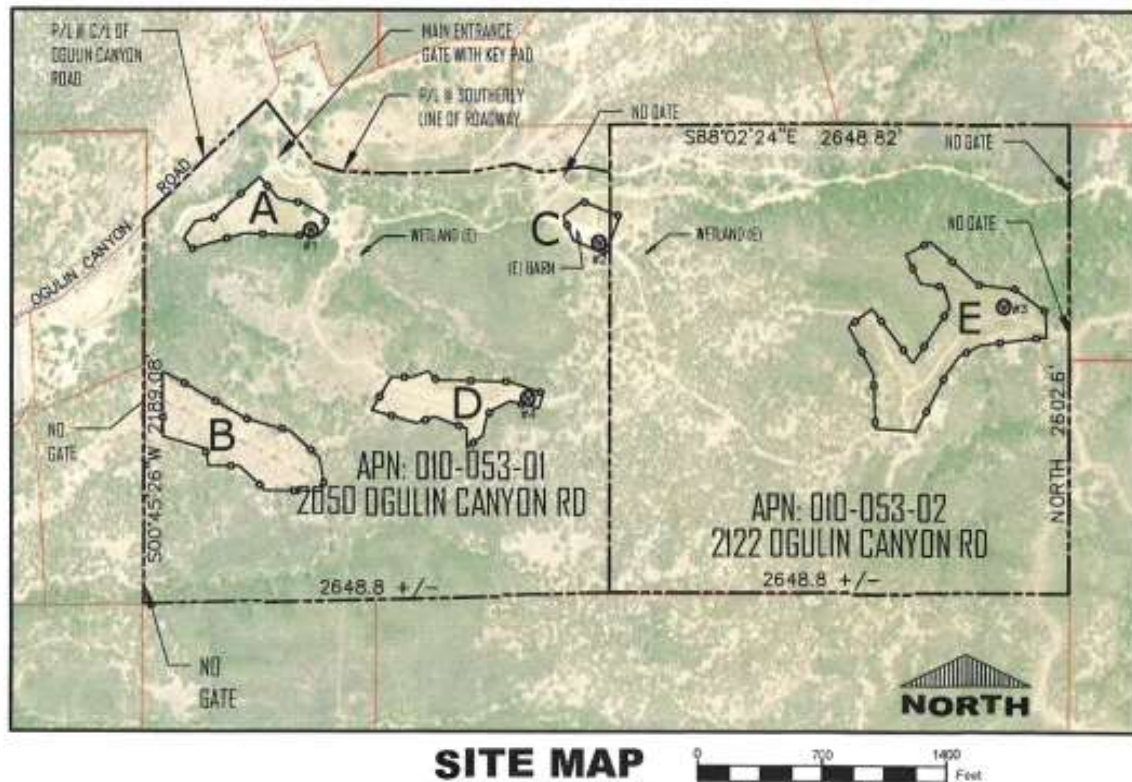 P/L @ C/L OF
OGULIN CANYON
ROAD
MAIN ENTRANCE
GATE WITH KEY PAD
P/L @ SOUTHERLY
LINE OF ROADWAY
NO GATE
S88°02'24"E 2648.82'
NO GATE
OGULIN CANYON ROAD
A
#1
WETLAND (E)
C
(E) BARN
WETLAND (E)
NO GATE
E
#3
S00°45'26"W 2189.08'
NO
GATE
B
D
#4
NORTH 2602.6'
APN: 010-053-01
2050 OGULIN CANYON RD
APN: 010-053-02
2122 OGULIN CANYON RD
2648.8 +/-
2648.8 +/-
NO
GATE
NORTH
SITE MAP
0 700 1400
Feet